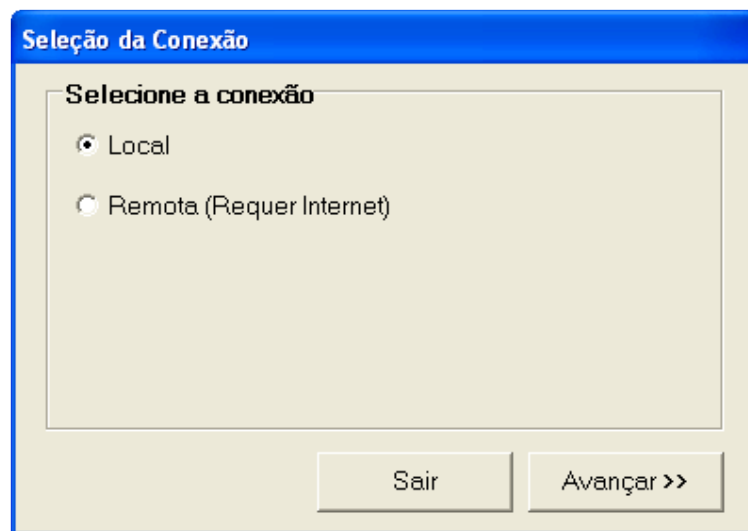 Seleção da Conexão
Selecione a conexão
Local
Remota (Requer Internet)
Sair
Avançar >>